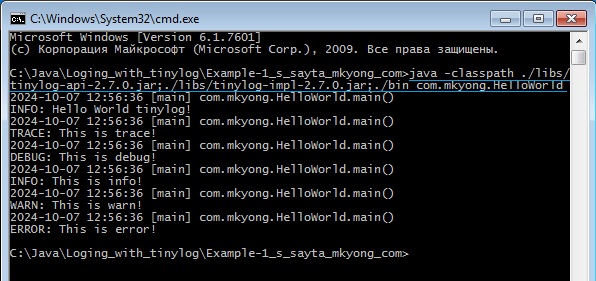 C:\Windows\System32\cmd.exe
Microsoft Windows [Version 6.1.7601]
(c) Корпорация Майкрософт (Microsoft Corp.), 2009. Все права защищены.
C:\Java\Loging_with_tinylog\Example-1_s_sayta_mkyong_com>java -classpath ./libs/
tinylog-api-2.7.0.jar;./libs/tinylog-impl-2.7.0.jar;./bin com.mkyong.HelloWorld
2024-10-07 12:56:36 [main] com.mkyong.HelloWorld.main()
INFO: Hello World tinylog!
2024-10-07 12:56:36 [main] com.mkyong.HelloWorld.main()
TRACE: This is trace!
2024-10-07 12:56:36 [main] com.mkyong.HelloWorld.main()
DEBUG: This is debug!
2024-10-07 12:56:36 [main] com.mkyong.HelloWorld.main()
INFO: This is info!
2024-10-07 12:56:36 [main] com.mkyong.HelloWorld.main()
WARN: This is warn!
2024-10-07 12:56:36 [main] com.mkyong.HelloWorld.main()
ERROR: This is error!
C:\Java\Loging_with_tinylog\Example-1_s_sayta_mkyong_com>